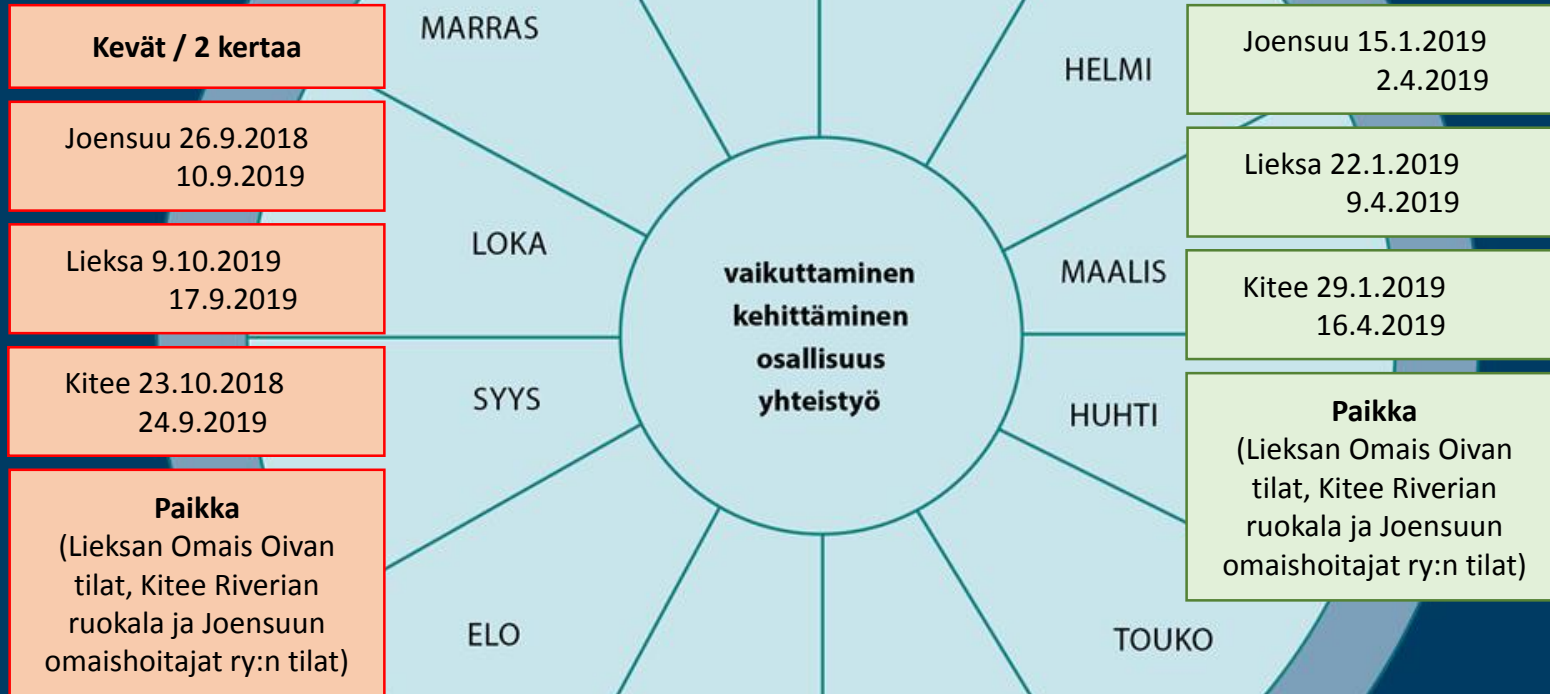 Kevät / 2 kertaa
Joensuu 26.9.2018
10.9.2019
Lieksa 9.10.2019
17.9.2019
Kitee 23.10.2018
24.9.2019
Paikka
(Lieksan Omais Oivan
tilat, Kitee Riverian
ruokala ja Joensuun
omaishoitajat ry:n tilat)
MARRAS
LOKA
SYYS
ELO
vaikuttaminen
kehittäminen
osallisuus
yhteistyö
HELMI
MAALIS
HUHTI
TOUKO
Joensuu 15.1.2019
2.4.2019
Lieksa 22.1.2019
9.4.2019
Kitee 29.1.2019
16.4.2019
Paikka
(Lieksan Omais Oivan
tilat, Kitee Riverian
ruokala ja Joensuun
omaishoitajat ry:n tilat)